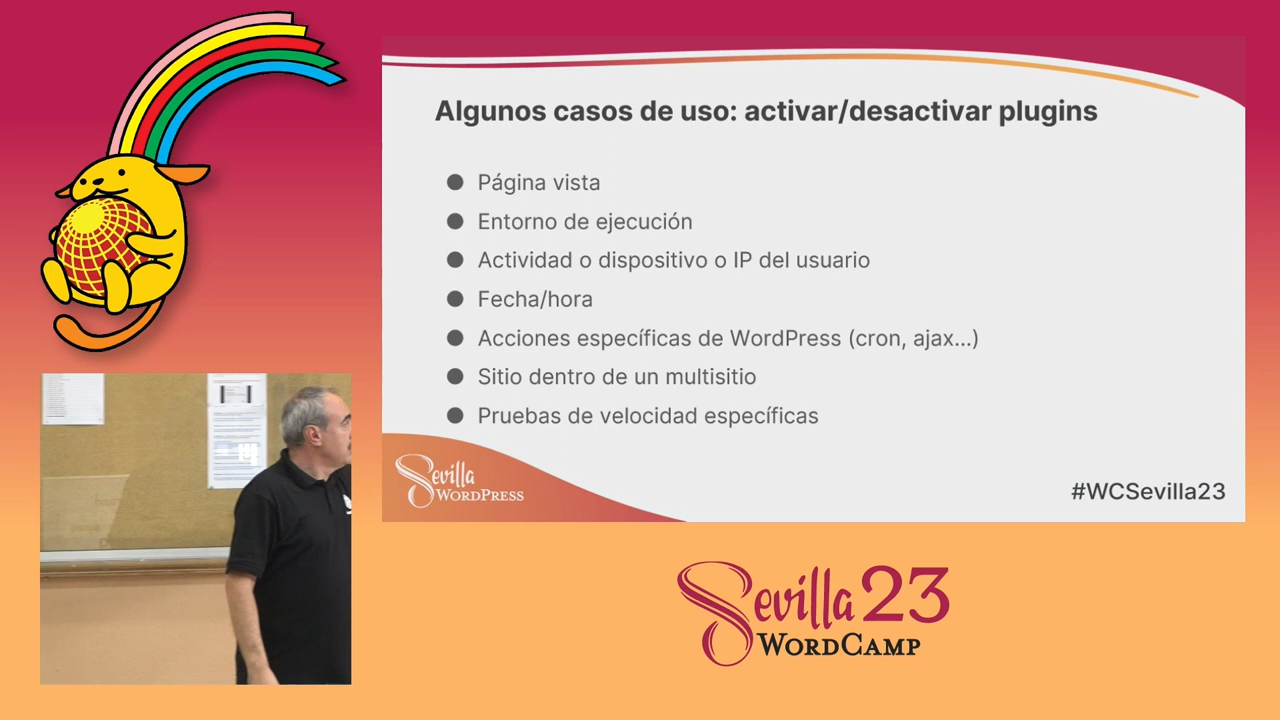 Algunos casos de uso: activar/desactivar plugins
● Página vista
● Entorno de ejecución
● Actividad o dispositivo o IP del usuario
● Fecha/hora
● Acciones específicas de WordPress (cron, ajax...)
● Sitio dentro de un multisitio
● Pruebas de velocidad específicas
Sevilla
WORDPRESS
#WCSevilla23
Sevilla 23
WORDCAMP